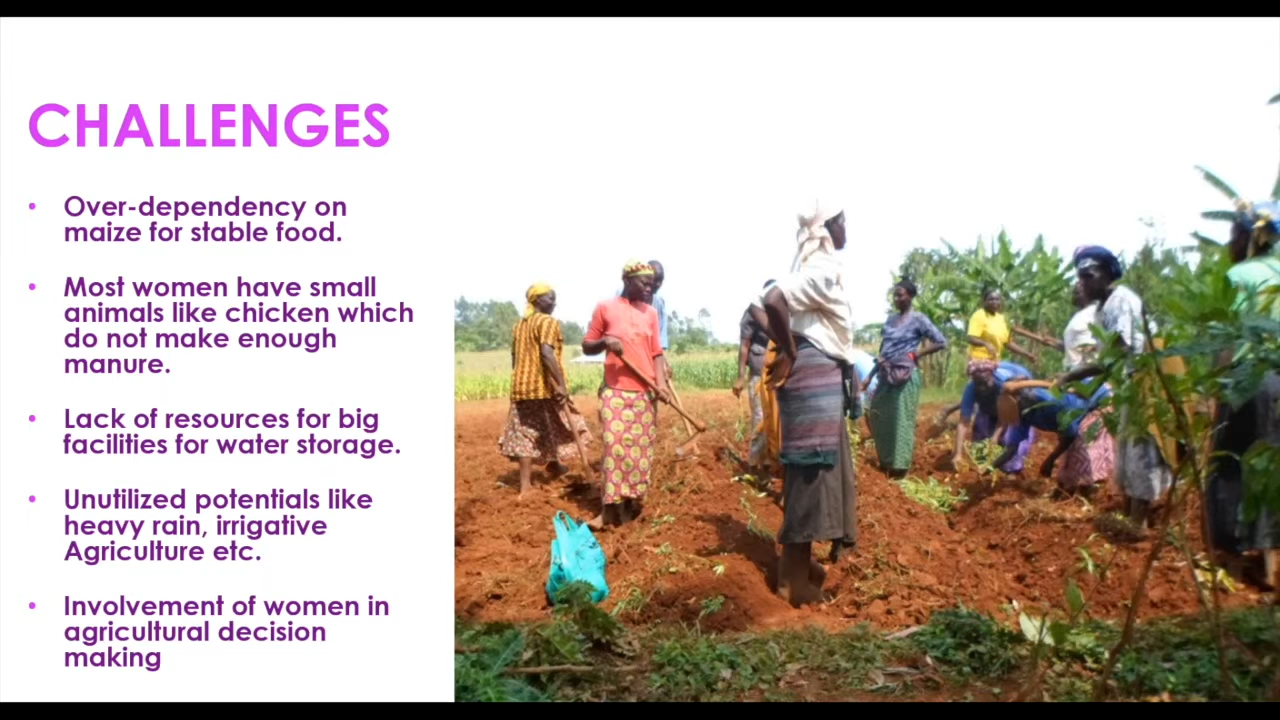 CHALLENGES
• Over-dependency on
maize for stable food.
• Most women have small
animals like chicken which
do not make enough
manure.
• Lack of resources for big
facilities for water storage.
• Unutilized potentials like
heavy rain, irrigative
Agriculture etc.
• Involvement of women in
agricultural decision
making